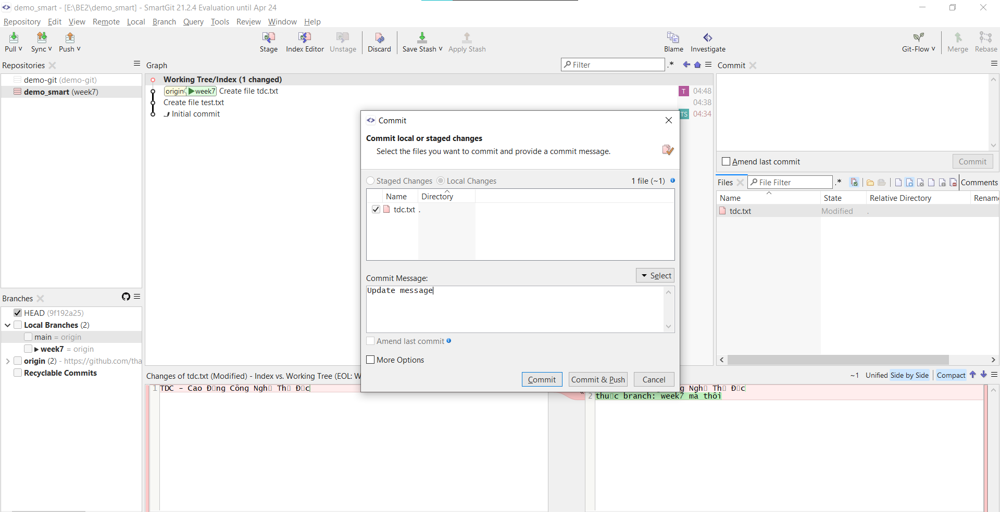 demo_smart - [E:\BE2\demo_smart] - SmartGit 21.2.4 Evaluation until Apr 24
Repository Edit View Remote Local Branch Query Tools Review Window Help
Pull Sync Push Stage Index Editor Unstage Discard Save Stash Apply Stash Blame Investigate Git-Flow Merge Rebase
Repositories
demo-git (demo-git)
demo_smart (week7)
Graph
Filter
.*
Working Tree/Index (1 changed)
origin week7 Create file tdc.txt T 04:48
Create file test.txt 04:38
Initial commit TS 04:34
Commit
Amend last commit
Commit
Files File Filter .* Comments
Name State Relative Directory Renam
tdc.txt Modified .
Branches
HEAD (9f192a25)
Local Branches (2)
main = origin
week7 = origin
origin (2) - https://github.com/tha
Recyclable Commits
Commit
Commit local or staged changes
Select the files you want to commit and provide a commit message.
Staged Changes Local Changes 1 file (~1)
Name Directory
tdc.txt .
Select
Commit Message:
Update message
Amend last commit
More Options
Commit Commit & Push Cancel
Changes of tdc.txt (Modified) - Index vs. Working Tree (EOL: W
~1 Unified Side by Side Compact
1 TDC - Cao Công
g
2 branch: week7 mà thôi